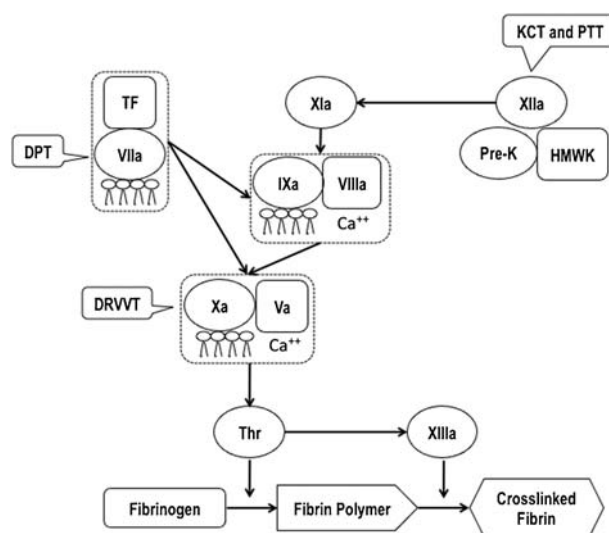 KCT and PTT
TF
XIa
XIIa
DPT
VIIa
Pre-K
HMWK
IXa
VIIIa
Ca++
DRVVT
Xa
Va
Ca++
Thr
XIIIa
Fibrinogen
Fibrin Polymer
Crosslinked
Fibrin